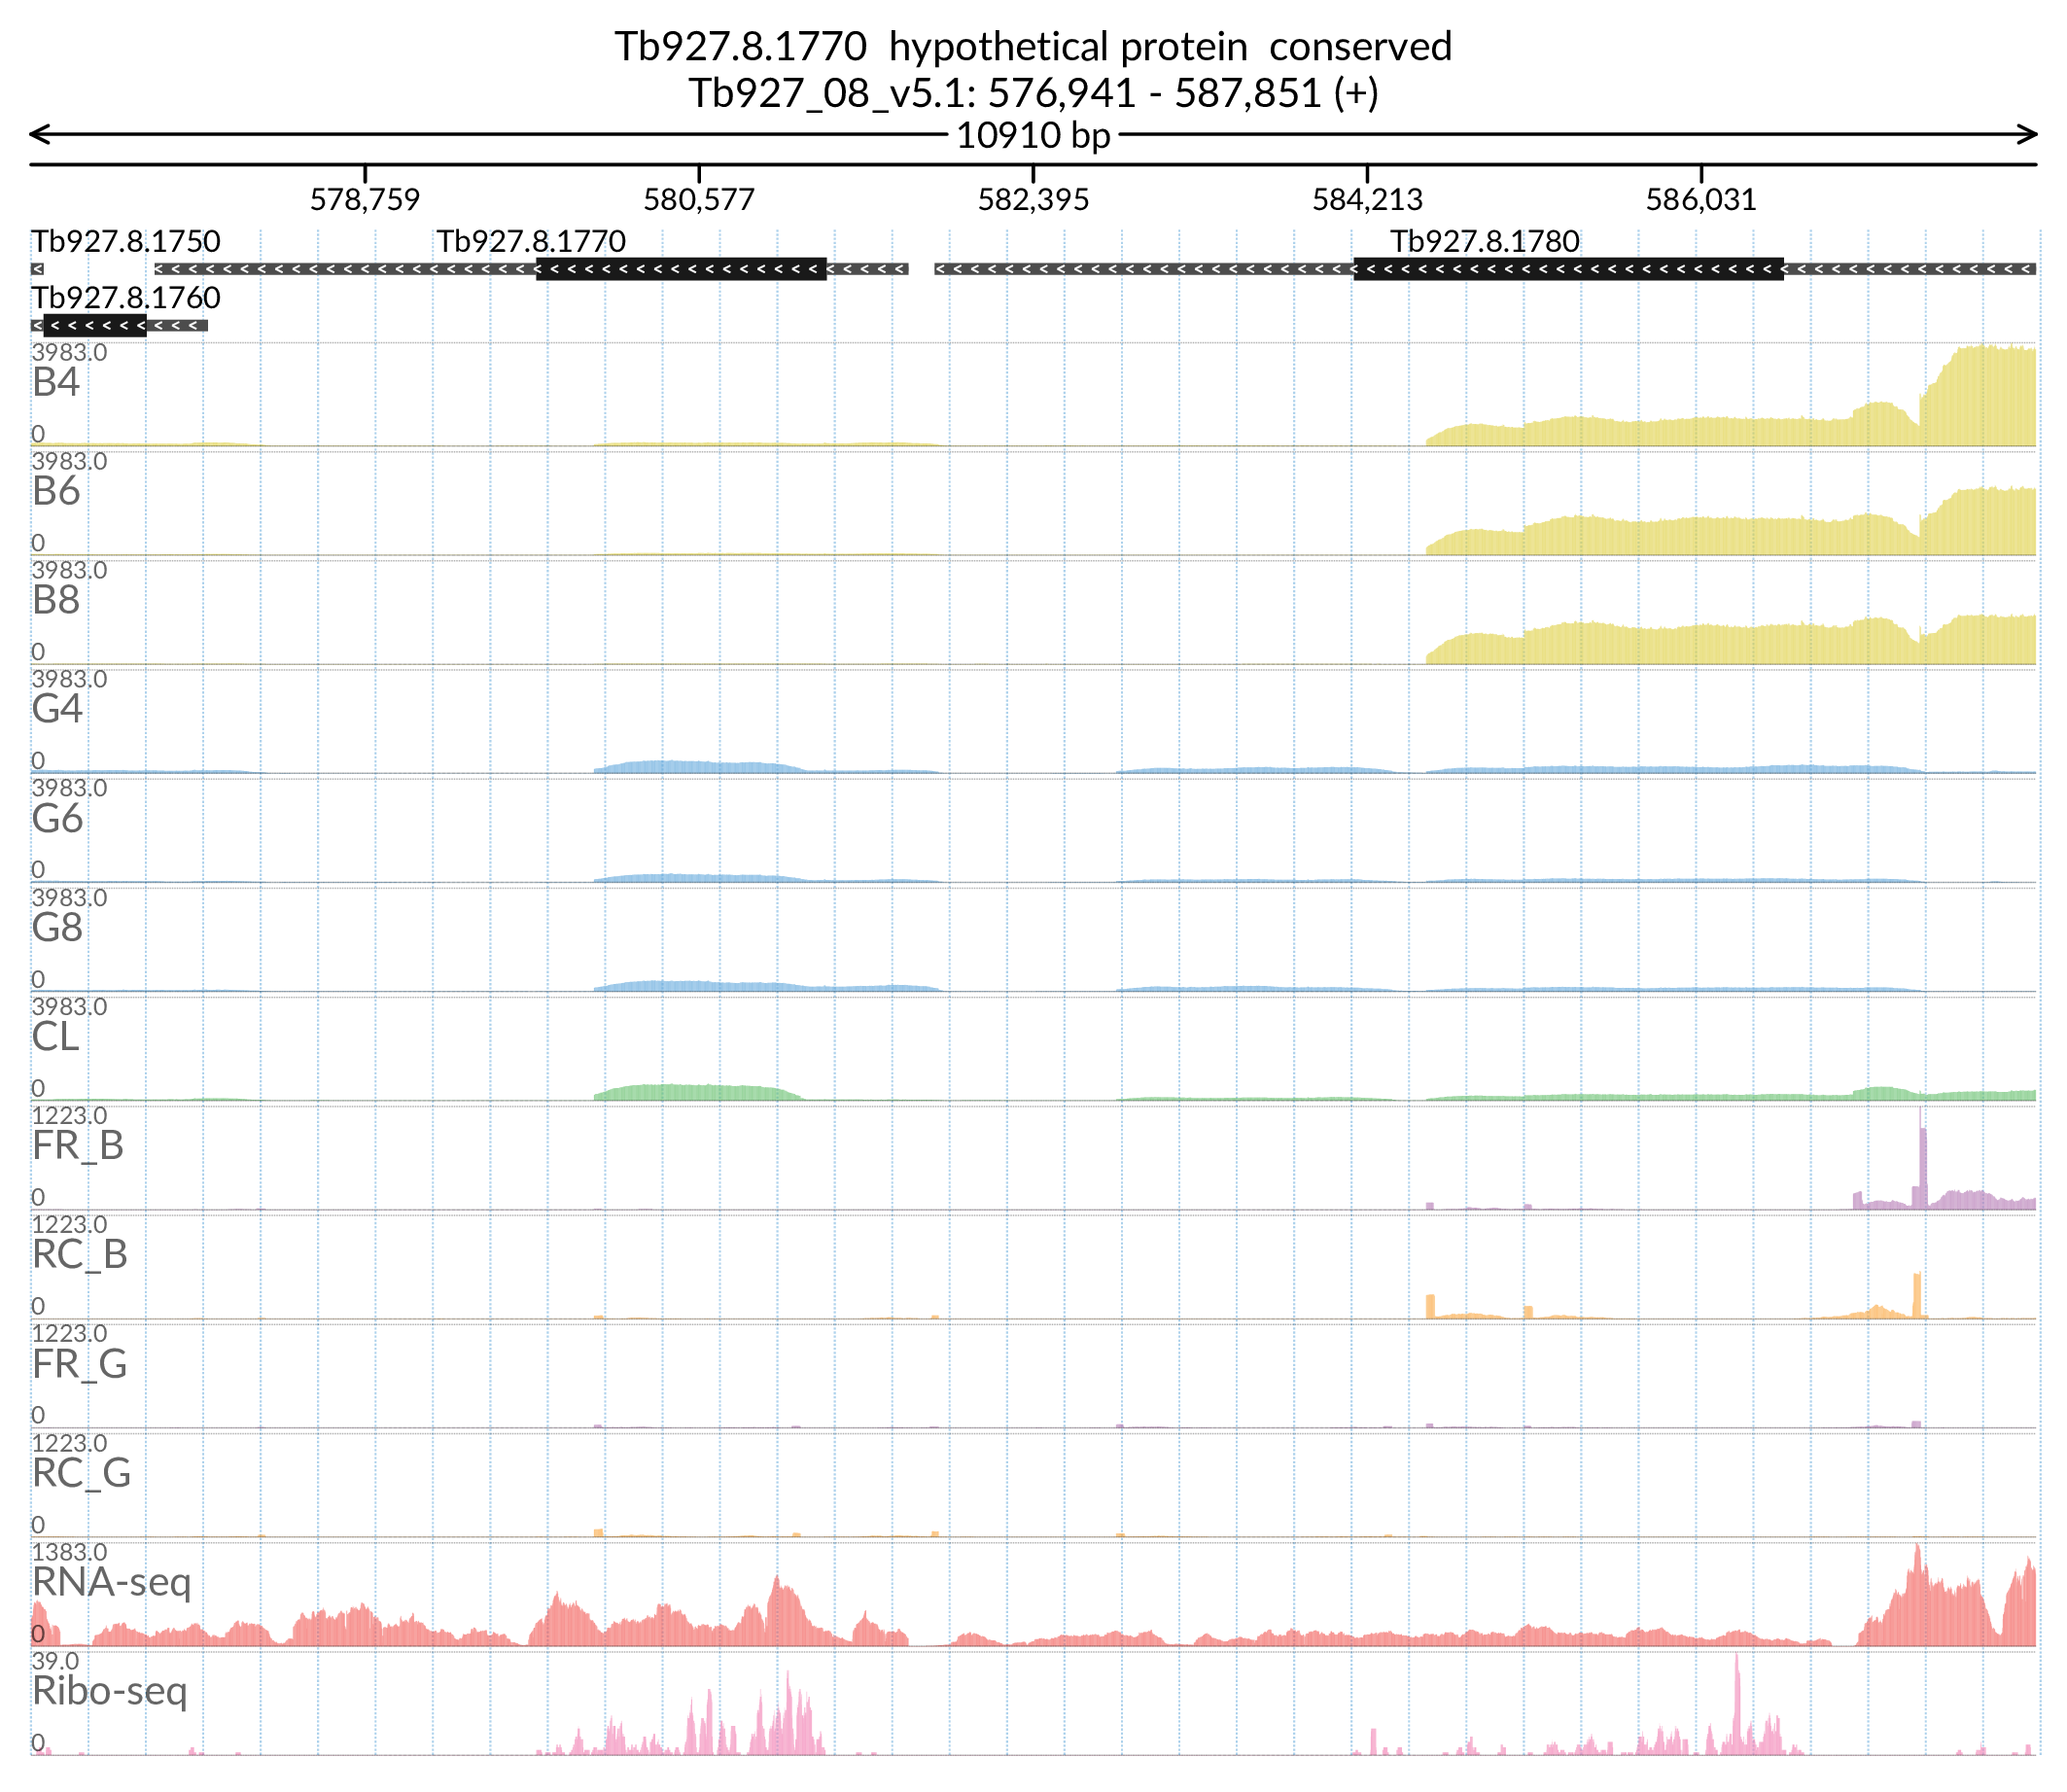 Tb927.8.1770  hypothetical protein  conserved
Tb927_08_v5.1: 576,941 - 587,851 (+)
10910 bp
578,759 580,577 582,395 584,213 586,031
Tb927.8.1750 Tb927.8.1770 Tb927.8.1780
Tb927.8.1760
3983.0
B4
0
3983.0
B6
0
3983.0
B8
0
3983.0
G4
0
3983.0
G6
0
3983.0
G8
0
3983.0
CL
0
1223.0
FR_B
0
1223.0
RC_B
0
1223.0
FR_G
0
1223.0
RC_G
0
1383.0
RNA-seq
0
39.0
Ribo-seq
0